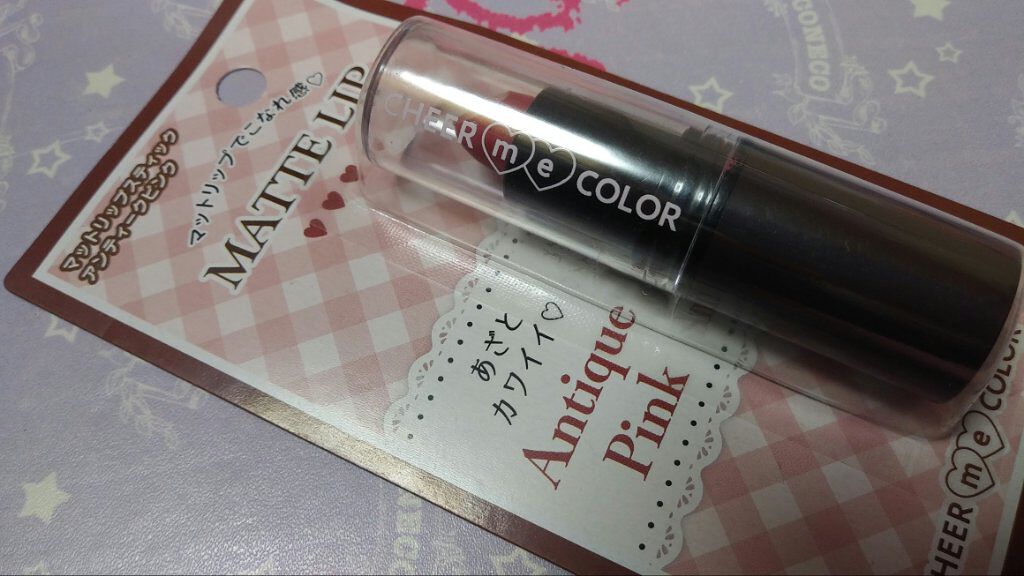 マットリップスティック
アンティークピンク
マットリップでこなれ感♡
MATTE LIP
CHEER me COLOR
あざと
カワイイ♡
Antique
Pink
CHEER me COLOR